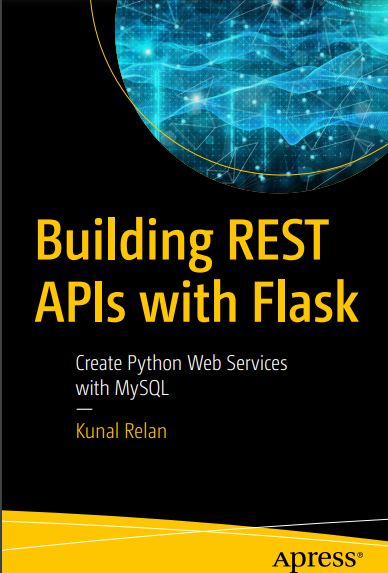 Building REST
APIs with Flask
Create Python Web Services
with MySQL
—
Kunal Relan
Apress®